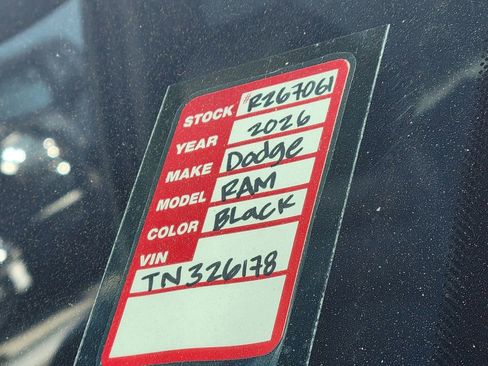 STOCK #R267061
YEAR 2026
MAKE Dodge
MODEL RAM
COLOR BLACK
VIN
TN326178